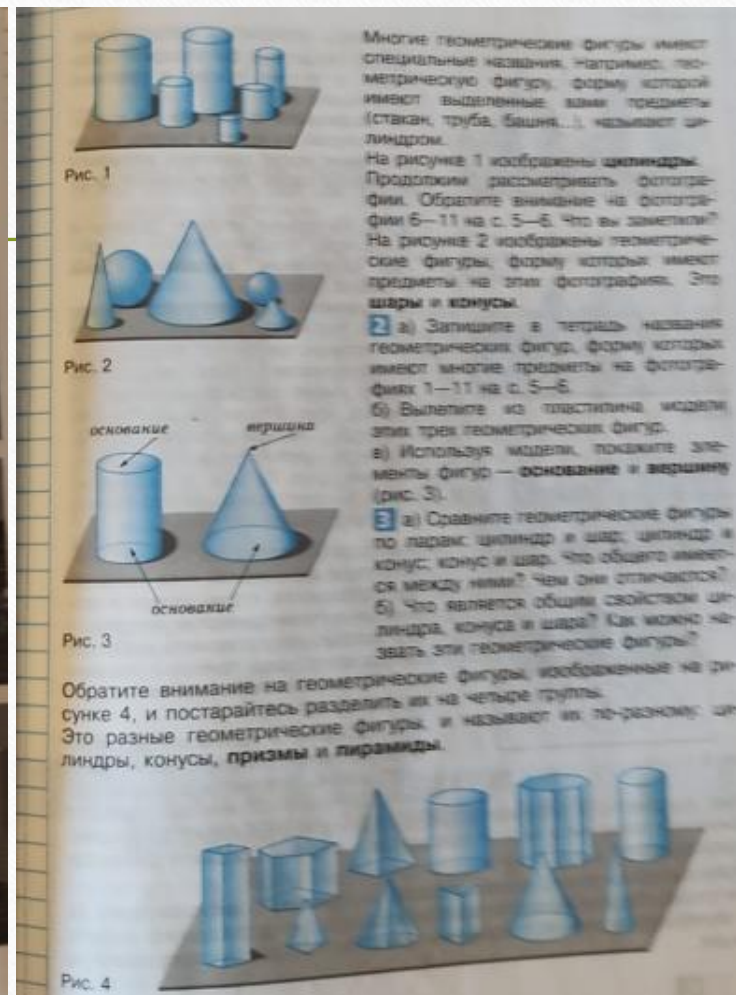 Многие геометрические фигуры имеют
специальные названия. Например, гео-
метрическую фигуру, форму которой
имеют выделенные вами предметы
(стакан, труба, башня...), называют ци-
линдром.
На рисунке 1 изображены цилиндры.
Продолжим рассматривать фотогра-
фии. Обратите внимание на фотогра-
фии 6—11 на с. 5—6. Что вы заметили?
На рисунке 2 изображены геометриче-
ские фигуры, форму которых имеют
предметы на этих фотографиях. Это
шары и конусы.
Рис. 1
Рис. 2
2 а) Запишите в тетрадь названия
геометрических фигур, форму которых
имеют многие предметы на фотогра-
фиях 1—11 на с. 5—6.
б) Вылепите из пластилина модели
этих трех геометрических фигур.
в) Используя модели, покажите эле-
менты фигур — основание и вершину
(рис. 3).
основание
вершина
основание
Рис. 3
3 а) Сравните геометрические фигуры
по парам: цилиндр и шар; цилиндр и
конус; конус и шар. Что общего имеет-
ся между ними? Чем они отличаются?
б) Что является общим свойством ци-
линдра, конуса и шара? Как можно на-
звать эти геометрические фигуры?
Обратите внимание на геометрические фигуры, изображенные на ри-
сунке 4, и постарайтесь разделить их на четыре группы.
Это разные геометрические фигуры, и называют их по-разному: ци-
линдры, конусы, призмы и пирамиды.
Рис. 4